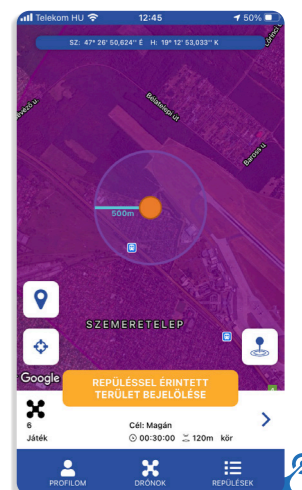 Telekom HU 12:45 50%
SZ: 47° 26' 50,624'' É H: 19° 12' 53,033'' K
Lőrinci u.
Bélatelepi út
Baross u.
500m
SZEMERETELEP
Google
REPÜLÉSSEL ÉRINTETT
TERÜLET BEJELÖLÉSE
6
Játék
Cél: Magán
00:30:00 120m kör
PROFILOM DRÓNOK REPÜLÉSEK